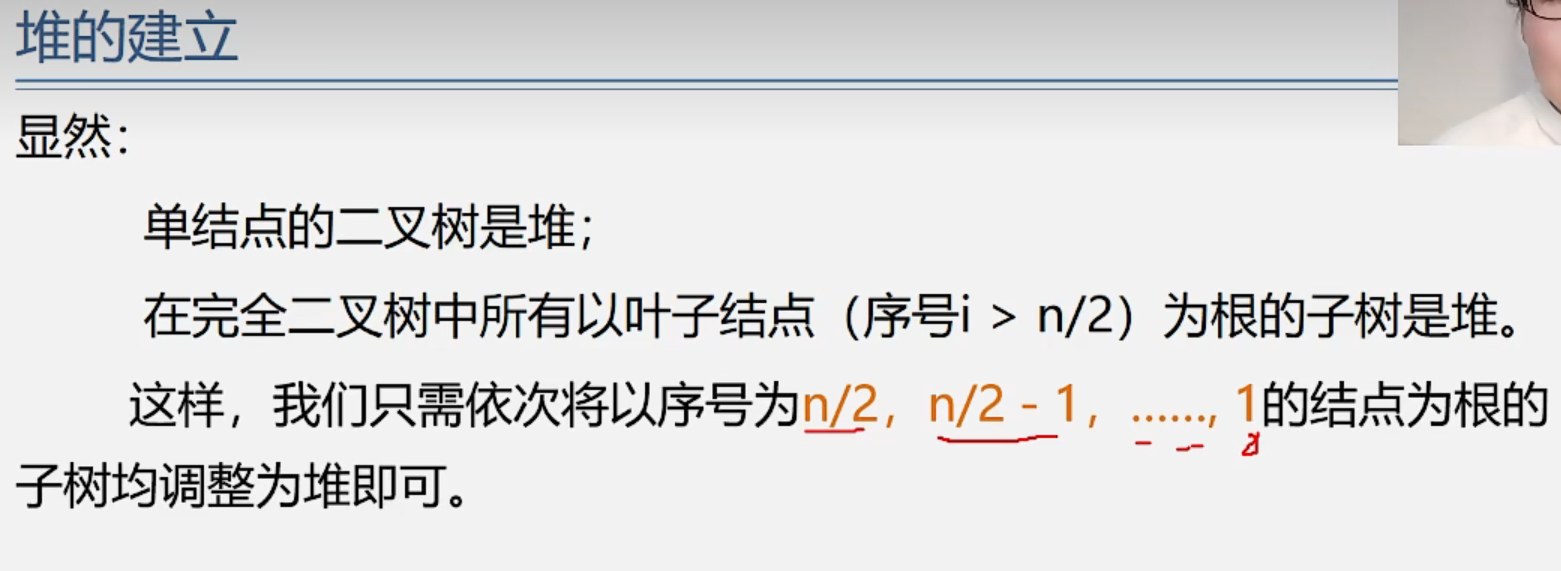 堆的建立
显然：
单结点的二叉树是堆；
在完全二叉树中所有以叶子结点（序号i > n/2）为根的子树是堆。
这样，我们只需依次将以序号为n/2，n/2 - 1，……, 1的结点为根的
子树均调整为堆即可。